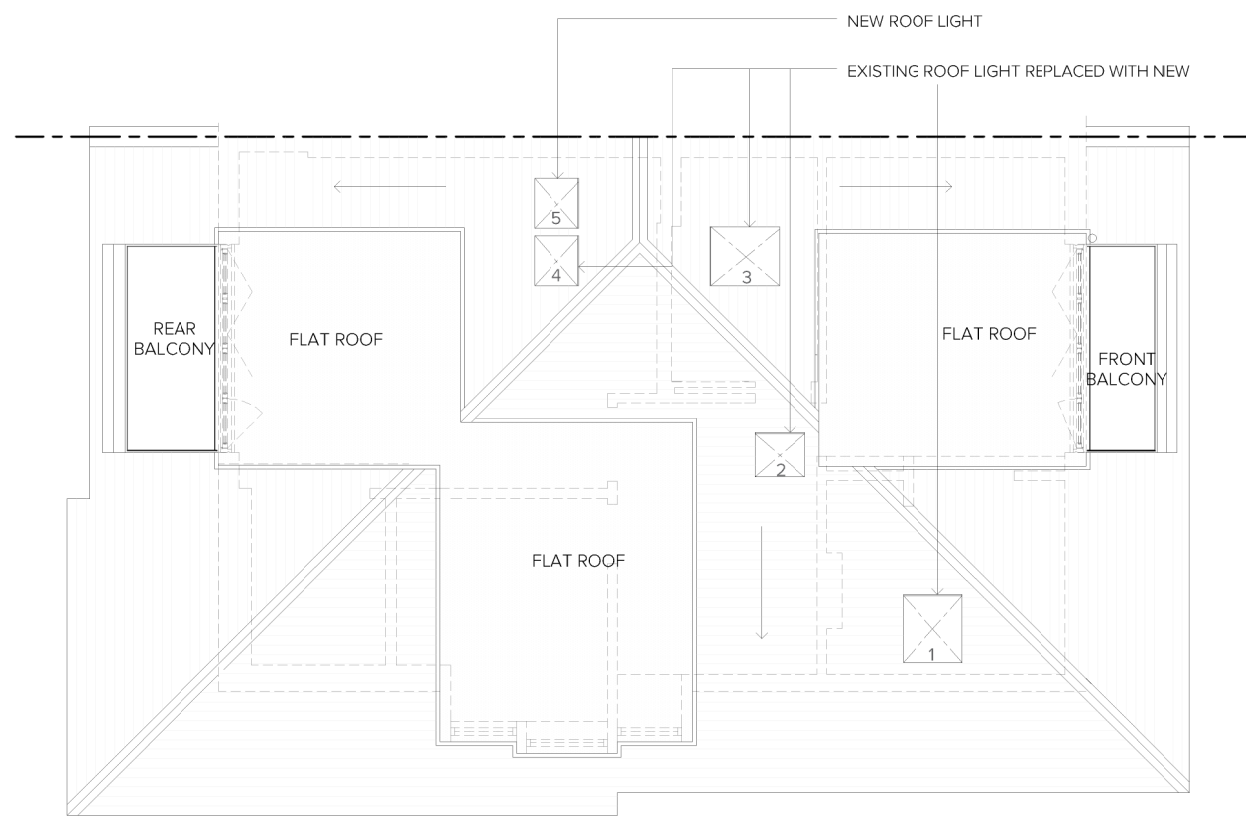 NEW ROOF LIGHT
EXISTING ROOF LIGHT REPLACED WITH NEW
5
4
3
REAR
BALCONY
FLAT ROOF
FLAT ROOF
FRONT
BALCONY
2
FLAT ROOF
1